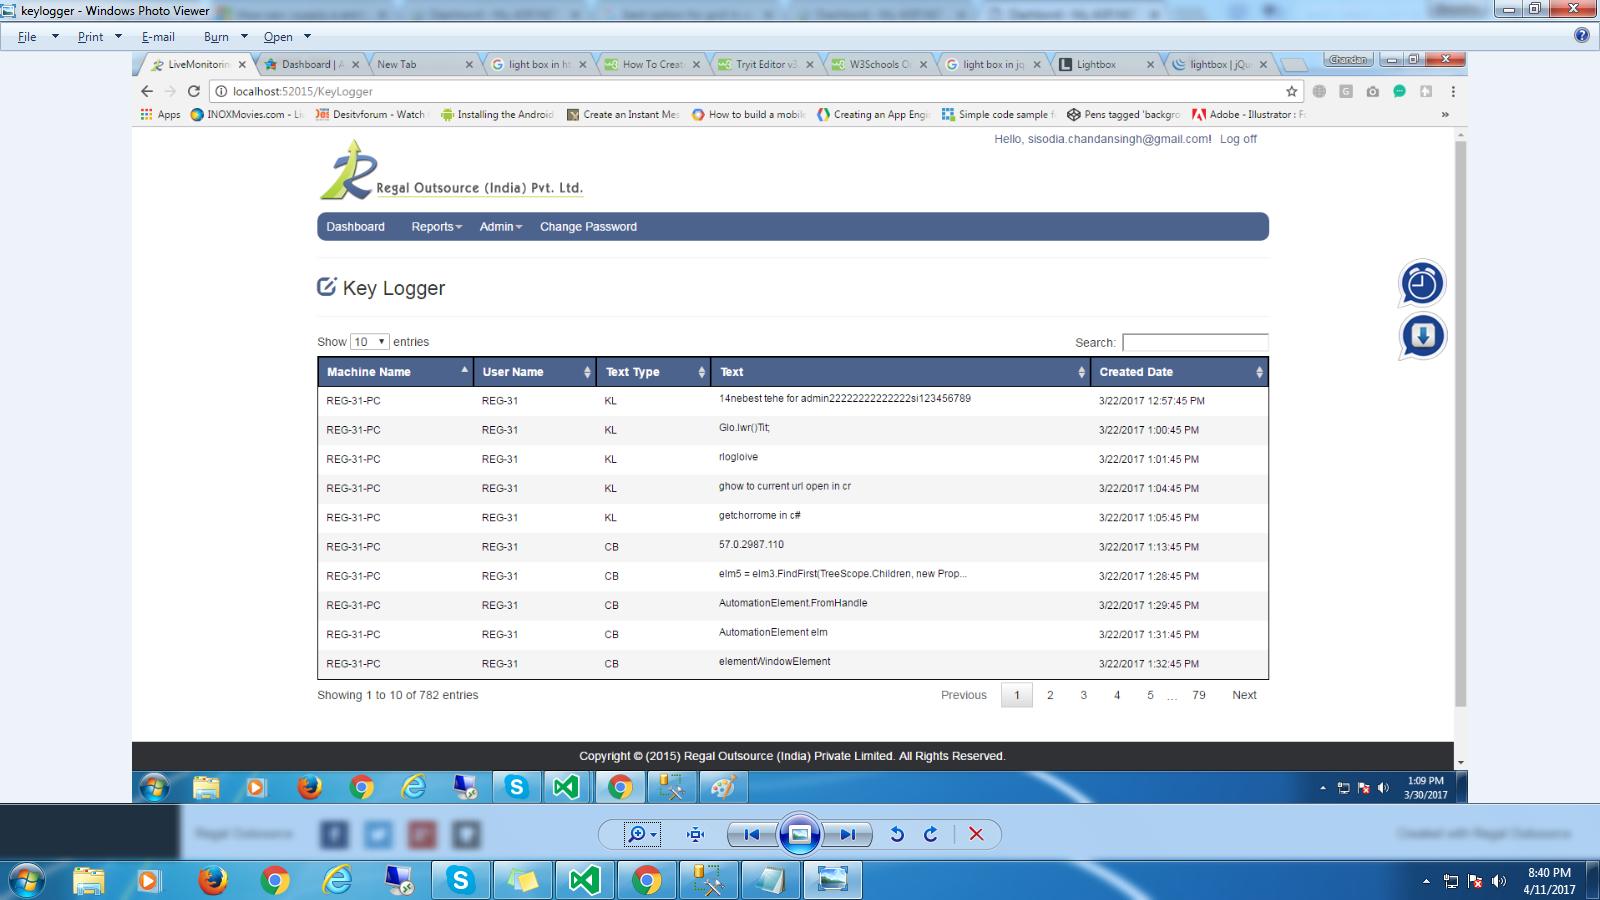 keylogger - Windows Photo Viewer
File Print E-mail Burn Open
LiveMonitorin Dashboard | A New Tab light box in ht How To Creat Tryit Editor v3. W3Schools O light box in jq Lightbox lightbox | jQu Chandan
localhost:52015/KeyLogger
Apps INOXMovies.com - Li Desitvforum - Watch Installing the Android Create an Instant Mes How to build a mobile Creating an App Engi Simple code sample f Pens tagged 'backgro Adobe - Illustrator : Fo »
Hello, sisodia.chandansingh@gmail.com! Log off
Regal Outsource (India) Pvt. Ltd.
Dashboard Reports Admin Change Password
Key Logger
Show 10 entries Search:
Machine Name User Name Text Type Text Created Date
REG-31-PC REG-31 KL 14nebest tehe for admin22222222222222si123456789 3/22/2017 12:57:45 PM
REG-31-PC REG-31 KL 3/22/2017 1:00:45 PM
REG-31-PC REG-31 KL rlogloive 3/22/2017 1:01:45 PM
REG-31-PC REG-31 KL ghow to current url open in cr 3/22/2017 1:04:45 PM
REG-31-PC REG-31 KL getchorrome in c# 3/22/2017 1:05:45 PM
REG-31-PC REG-31 CB 57.0.2987.110 3/22/2017 1:13:45 PM
REG-31-PC REG-31 CB elm5 = elm3.FindFirst(TreeScope.Children, new Prop... 3/22/2017 1:28:45 PM
REG-31-PC REG-31 CB AutomationElement.FromHandle 3/22/2017 1:29:45 PM
REG-31-PC REG-31 CB AutomationElement elm 3/22/2017 1:31:45 PM
REG-31-PC REG-31 CB elementWindowElement 3/22/2017 1:32:45 PM
Showing 1 to 10 of 782 entries Previous 1 2 3 4 5 … 79 Next
Copyright © (2015) Regal Outsource (India) Private Limited. All Rights Reserved.
1:09 PM
3/30/2017
Regal Outsource Created with Regal Outsource
8:40 PM
4/11/2017